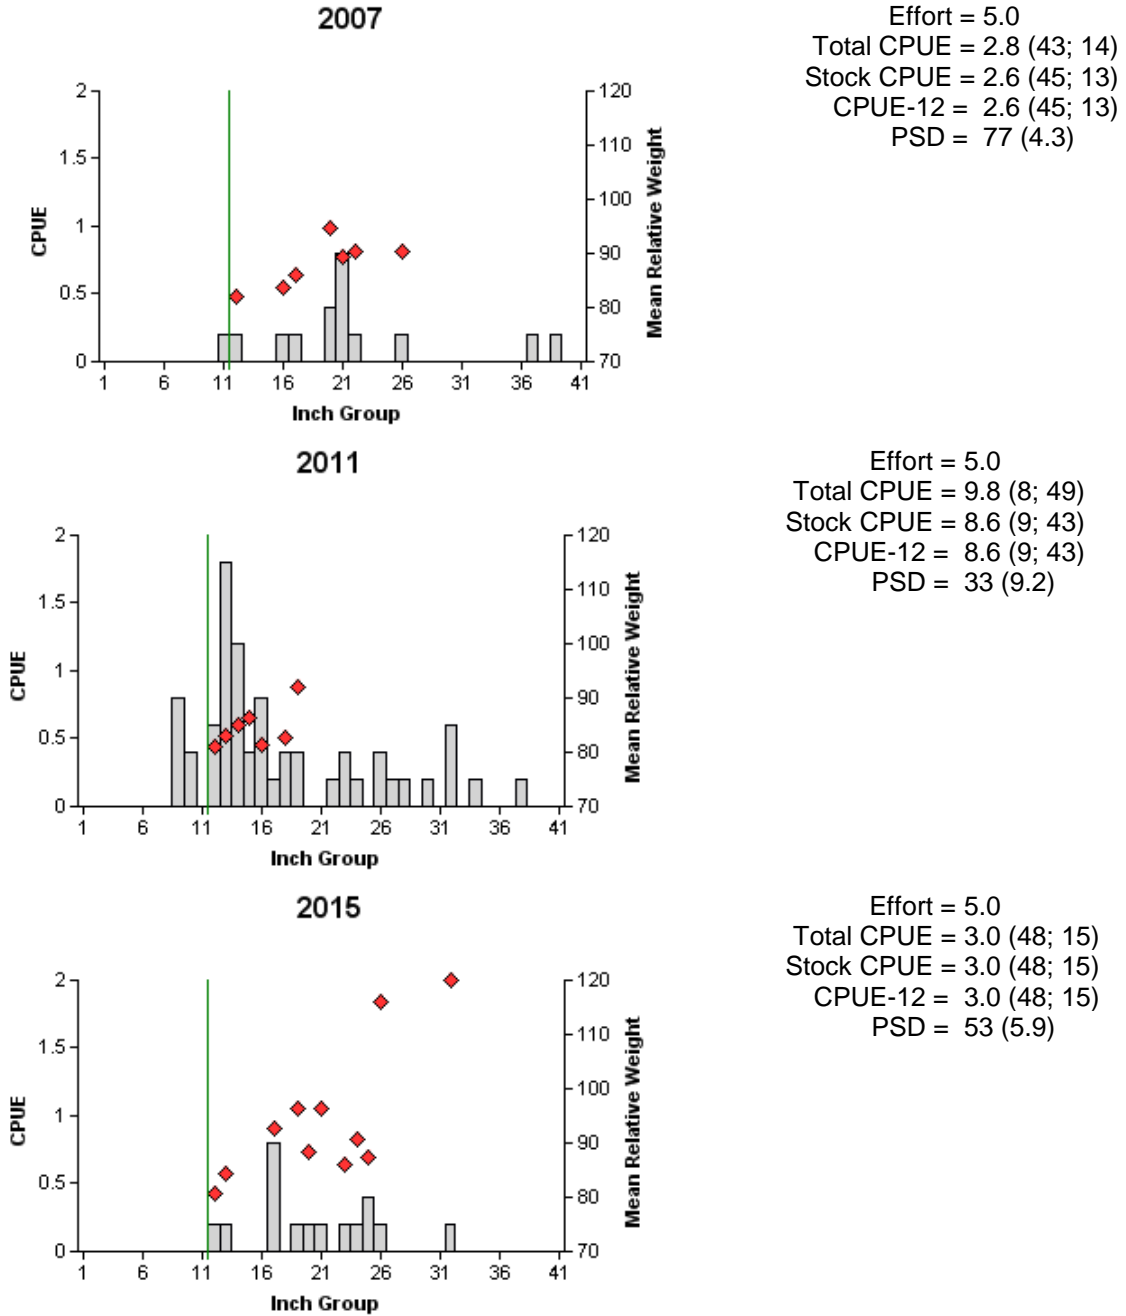 2007
Effort = 5.0
Total CPUE = 2.8 (43; 14)
Stock CPUE = 2.6 (45; 13)
CPUE-12 = 2.6 (45; 13)
PSD = 77 (4.3)
2
1.5
1
0.5
0
CPUE
120
110
100
90
80
70
Mean Relative Weight
1 6 11 16 21 26 31 36 41
Inch Group
2011
Effort = 5.0
Total CPUE = 9.8 (8; 49)
Stock CPUE = 8.6 (9; 43)
CPUE-12 = 8.6 (9; 43)
PSD = 33 (9.2)
2
1.5
1
0.5
0
CPUE
120
110
100
90
80
70
Mean Relative Weight
1 6 11 16 21 26 31 36 41
Inch Group
2015
Effort = 5.0
Total CPUE = 3.0 (48; 15)
Stock CPUE = 3.0 (48; 15)
CPUE-12 = 3.0 (48; 15)
PSD = 53 (5.9)
2
1.5
1
0.5
0
CPUE
120
110
100
90
80
70
Mean Relative Weight
1 6 11 16 21 26 31 36 41
Inch Group